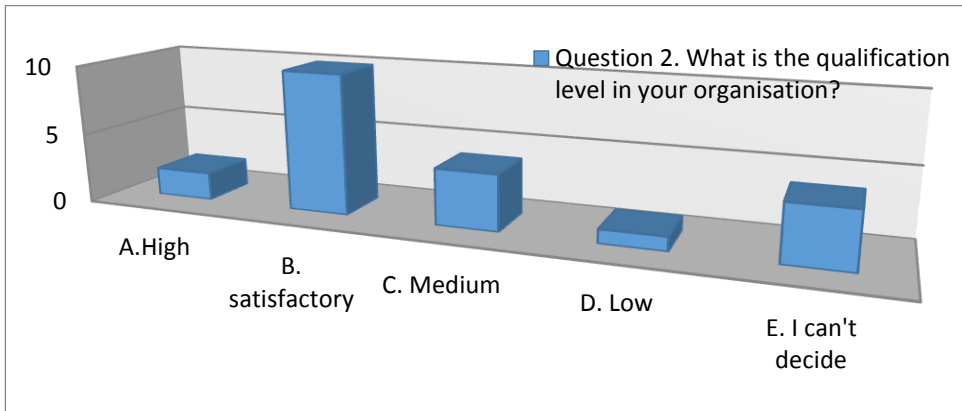 Question 2. What is the qualification
level in your organisation?
10
5
0
A.High
B.
satisfactory
C. Medium
D. Low
E. I can't
decide